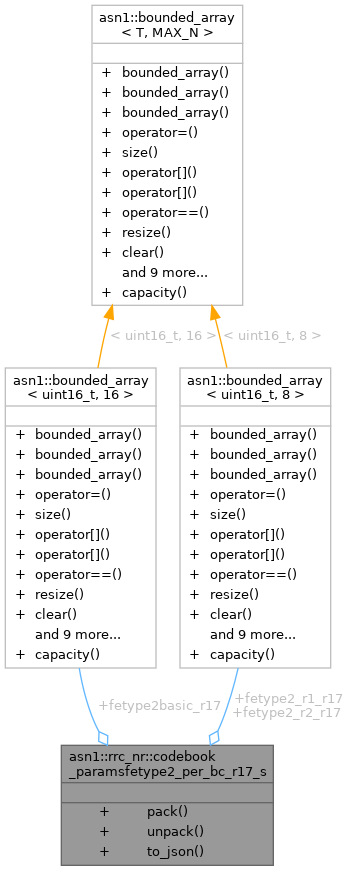 asn1::bounded_array
< T, MAX_N >
+ bounded_array()
+ bounded_array()
+ bounded_array()
+ operator=()
+ size()
+ operator[]()
+ operator[]()
+ operator==()
+ resize()
+ clear()
and 9 more...
+ capacity()
< uint16_t, 16 >
< uint16_t, 8 >
asn1::bounded_array
< uint16_t, 16 >
+ bounded_array()
+ bounded_array()
+ bounded_array()
+ operator=()
+ size()
+ operator[]()
+ operator[]()
+ operator==()
+ resize()
+ clear()
and 9 more...
+ capacity()
asn1::bounded_array
< uint16_t, 8 >
+ bounded_array()
+ bounded_array()
+ bounded_array()
+ operator=()
+ size()
+ operator[]()
+ operator[]()
+ operator==()
+ resize()
+ clear()
and 9 more...
+ capacity()
+fetype2basic_r17
+fetype2_r1_r17
+fetype2_r2_r17
asn1::rrc_nr::codebook
_paramsfetype2_per_bc_r17_s
+ pack()
+ unpack()
+ to_json()